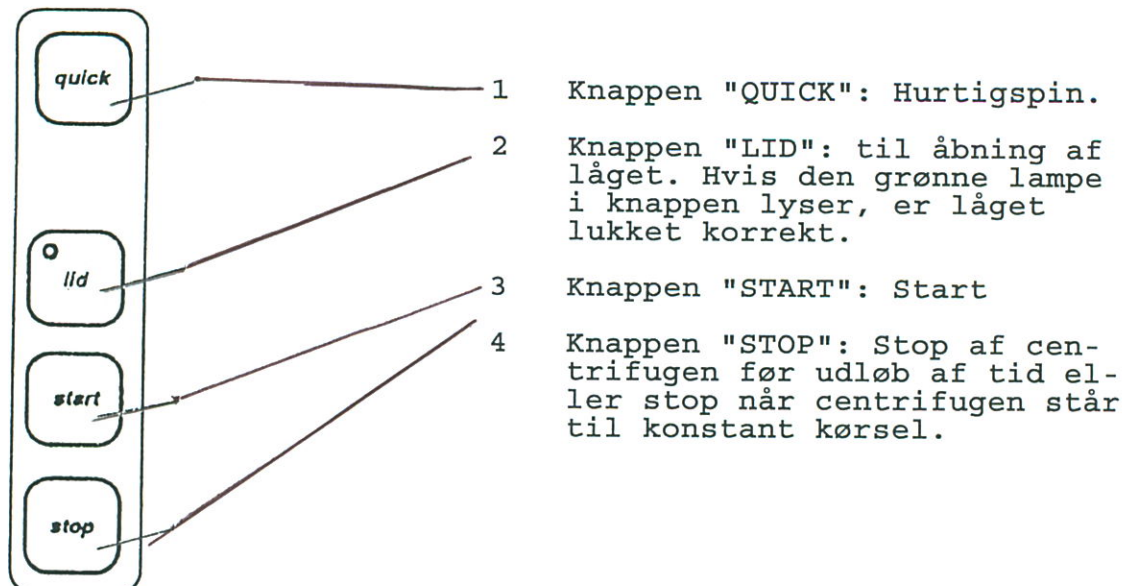 quick
1 Knappen "QUICK": Hurtigspin.
2 Knappen "LID": til åbning af
låget. Hvis den grønne lampe
i knappen lyser, er låget
lukket korrekt.
lid
3 Knappen "START": Start
4 Knappen "STOP": Stop af cen-
trifugen før udløb af tid el-
ler stop når centrifugen står
til konstant kørsel.
start
stop